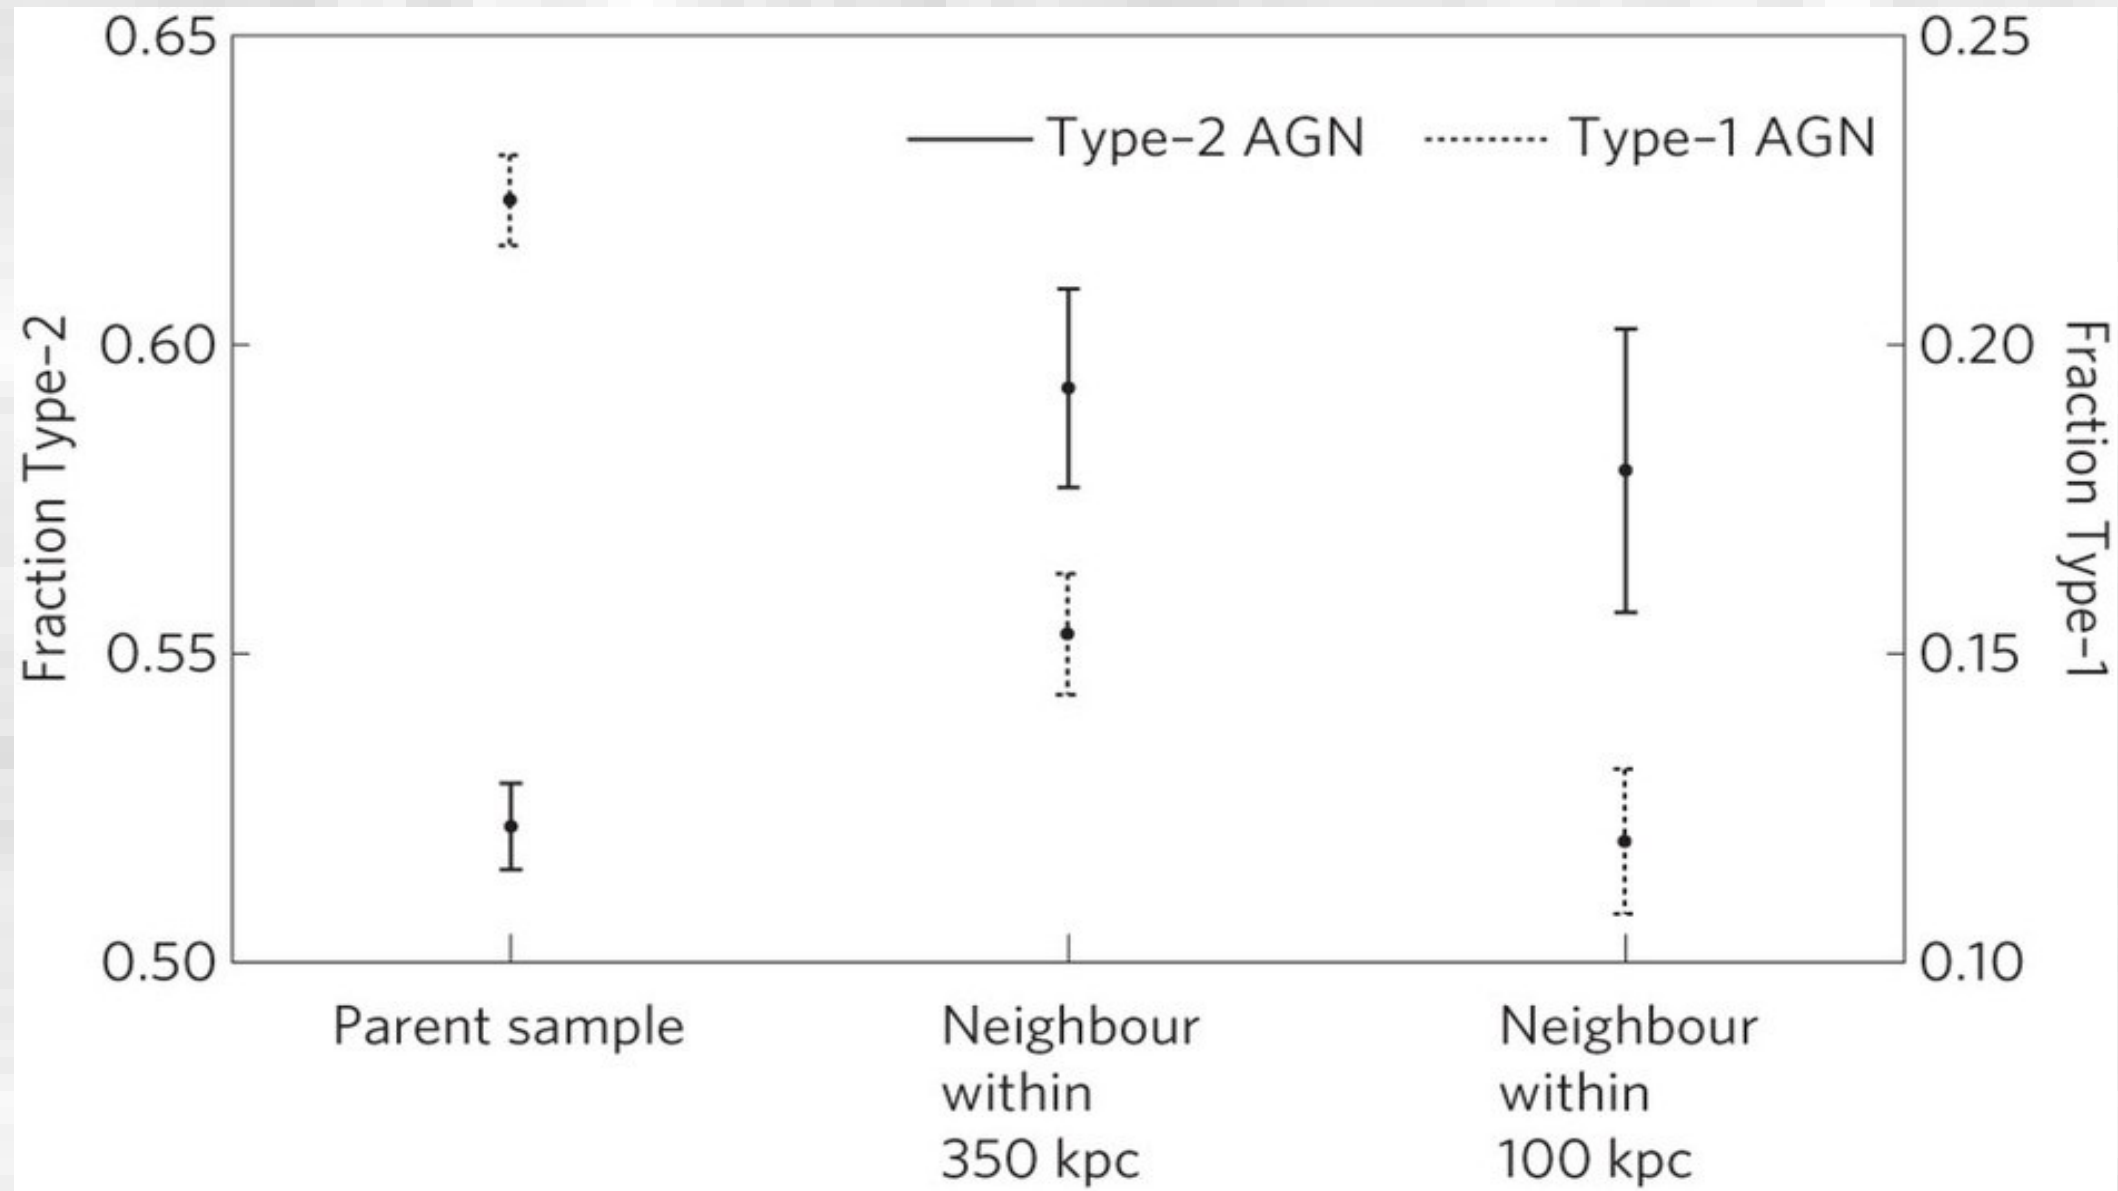 0.65
0.60
0.55
0.50
Fraction Type-2
Type-2 AGN
Type-1 AGN
0.25
0.20
0.15
0.10
Fraction Type-1
Parent sample
Neighbour
within
350 kpc
Neighbour
within
100 kpc